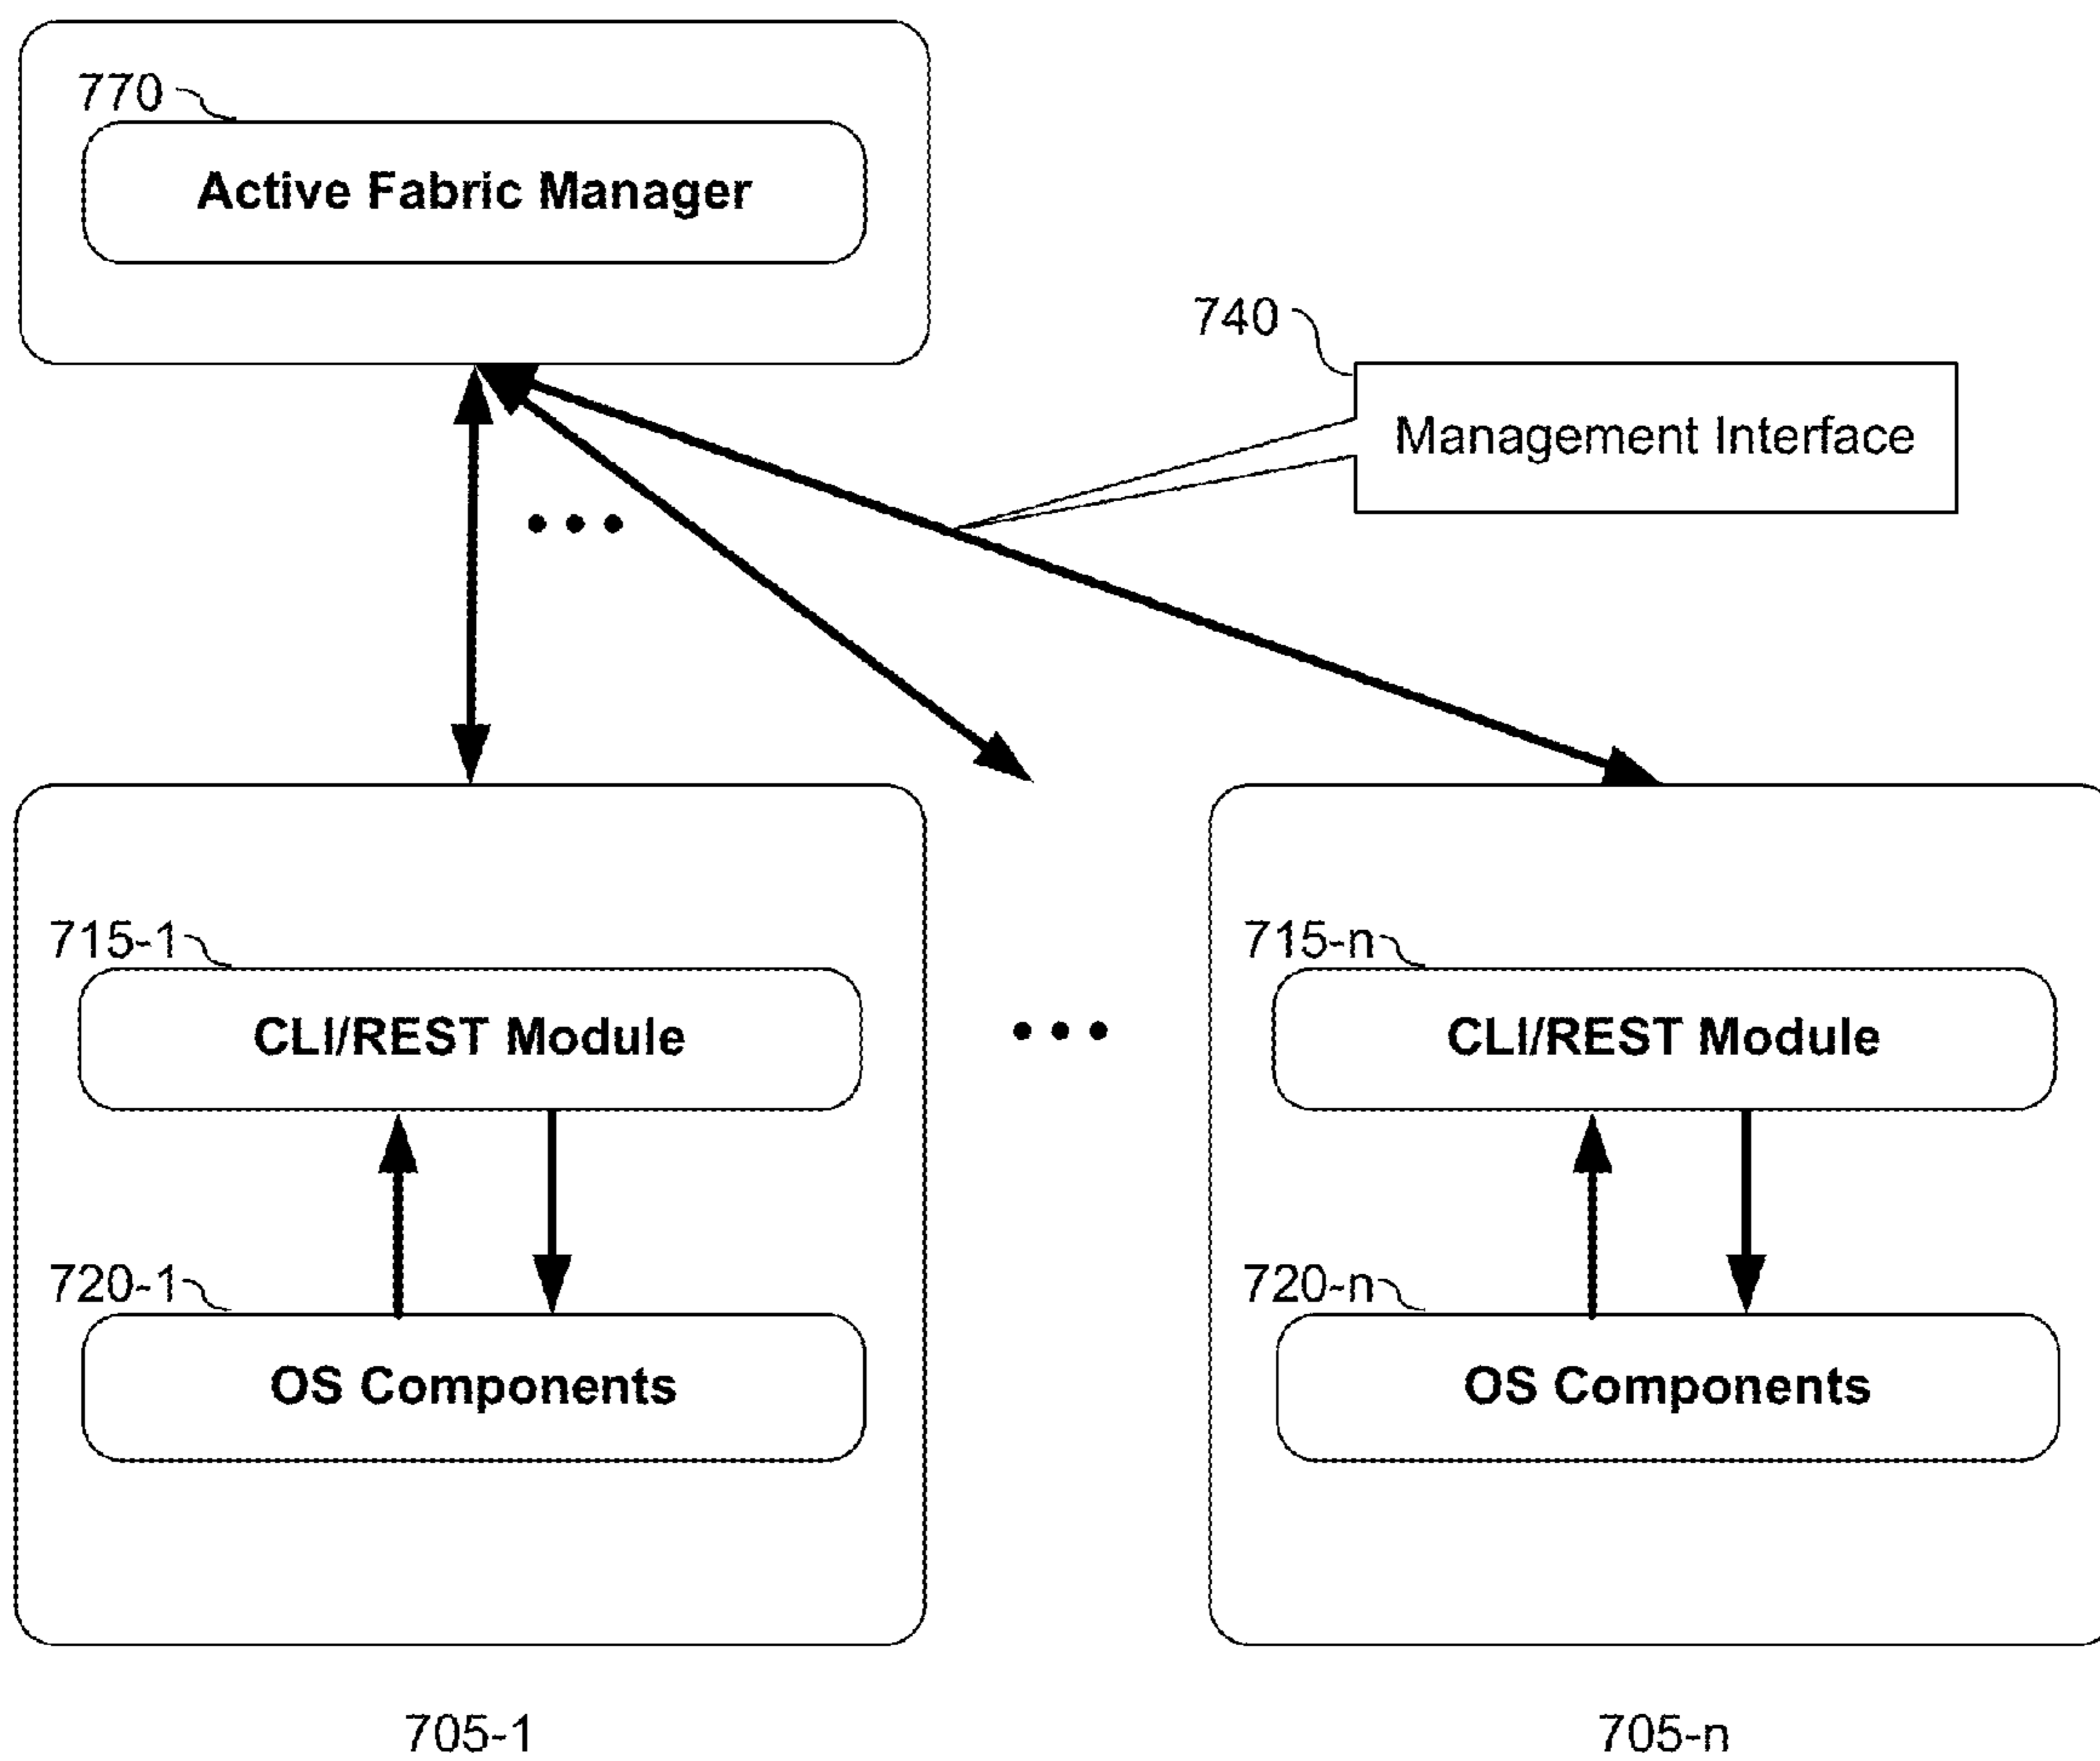 770
Active Fabric Manager
740
Management Interface
715-1
CLI/REST Module
720-1
OS Components
715-n
CLI/REST Module
720-n
OS Components
705-1
705-n